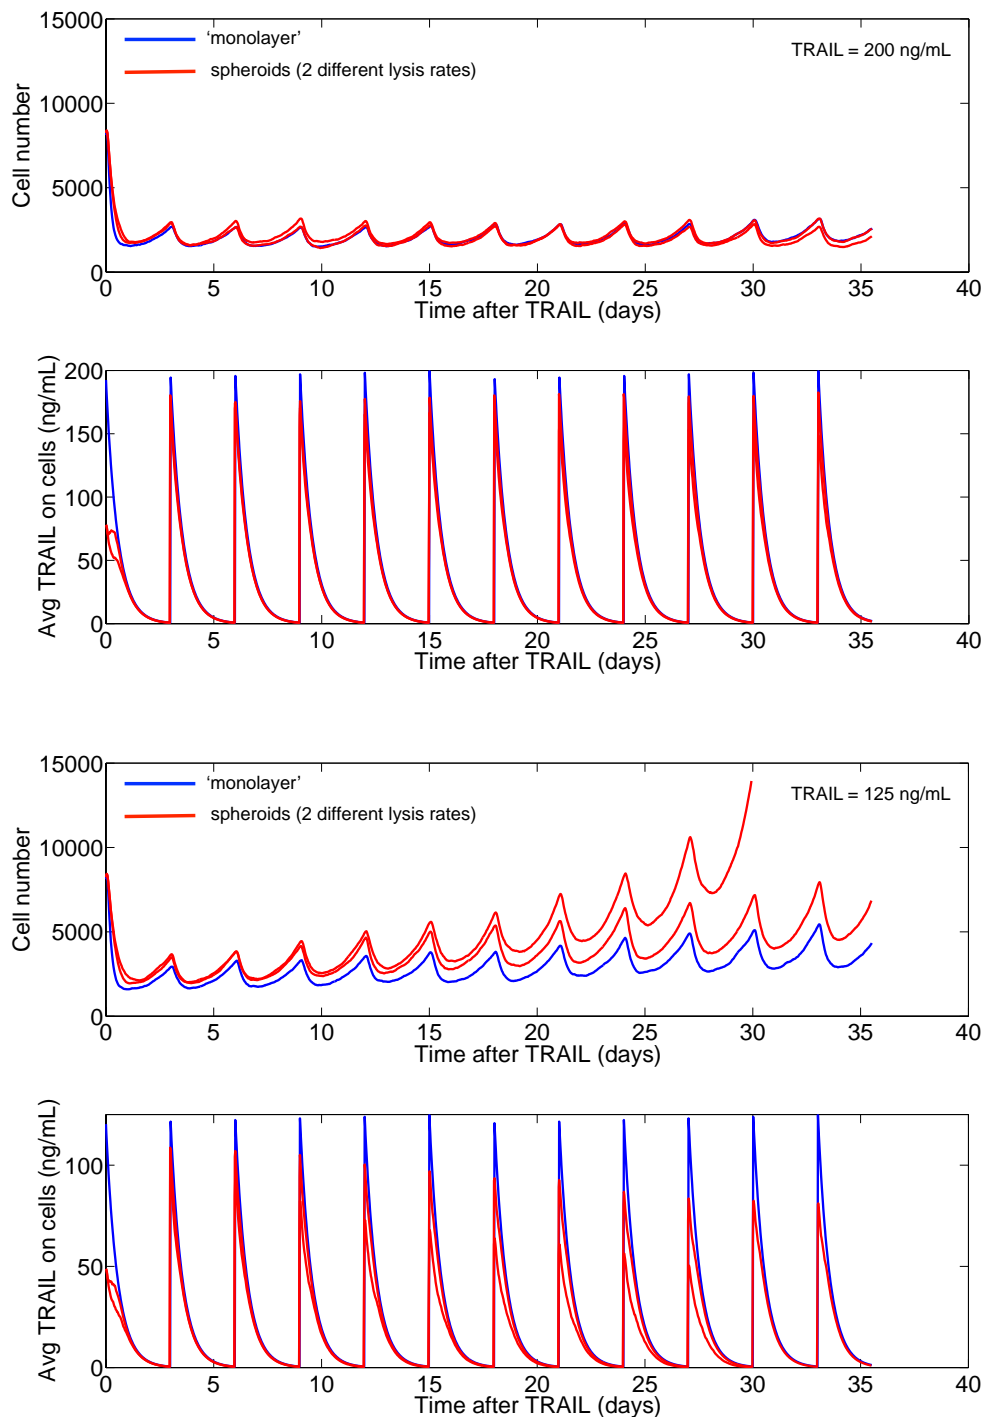 15000
'monolayer'
TRAIL = 200 ng/mL
spheroids (2 different lysis rates)
10000
Cell number
5000
0
0 5 10 15 20 25 30 35 40
Time after TRAIL (days)
200
150
Avg TRAIL on cells (ng/mL)
100
50
0
0 5 10 15 20 25 30 35 40
Time after TRAIL (days)
15000
'monolayer'
TRAIL = 125 ng/mL
spheroids (2 different lysis rates)
10000
Cell number
5000
0
0 5 10 15 20 25 30 35 40
Time after TRAIL (days)
Avg TRAIL on cells (ng/mL)
100
50
0
0 5 10 15 20 25 30 35 40
Time after TRAIL (days)